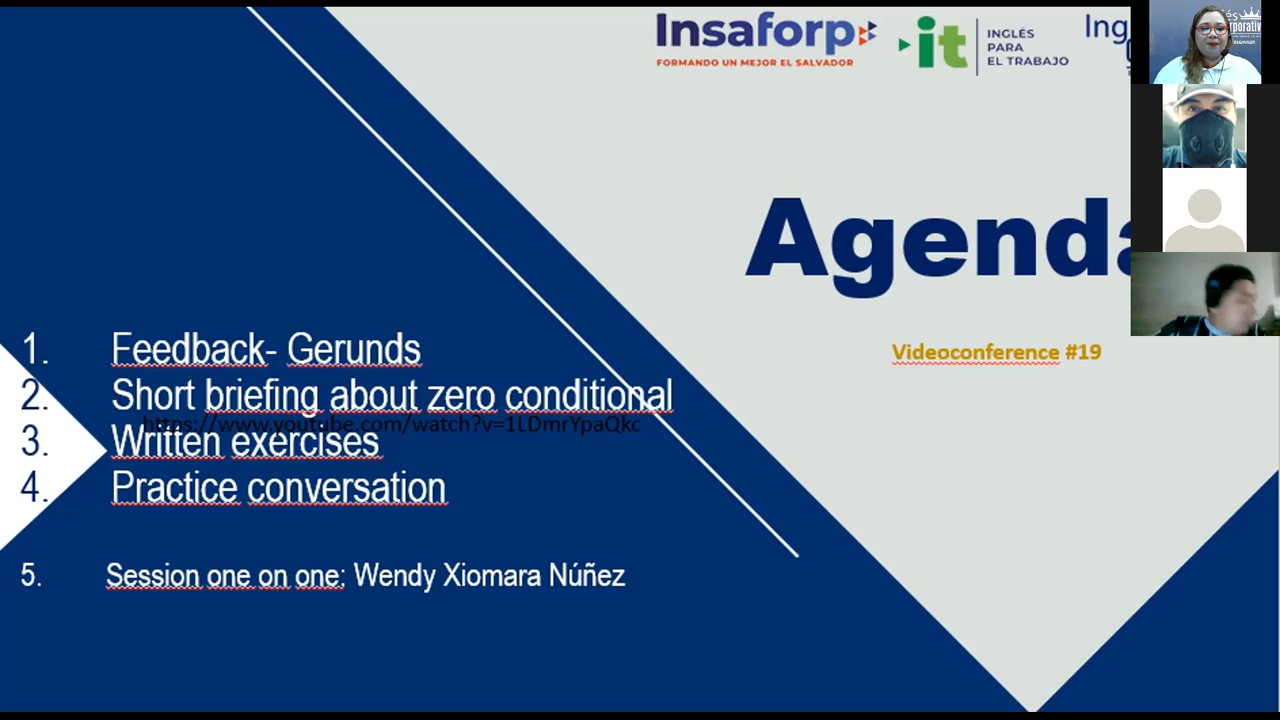 Insaforp
FORMANDO UN MEJOR EL SALVADOR
it
INGLÉS
PARA
EL TRABAJO
Ing
Agenda
Videoconference #19
1. Feedback- Gerunds
2. Short briefing about zero conditional
https://www.youtube.com/watch?v=1LDmrYpaQkc
3. Written exercises
4. Practice conversation
5. Session one on one: Wendy Xiomara Núñez